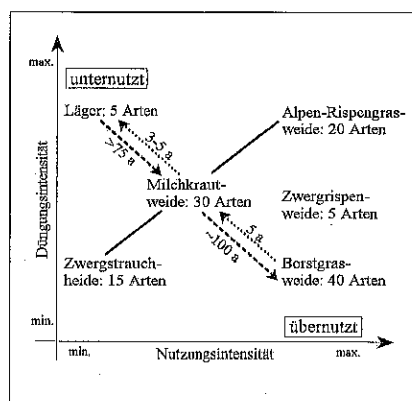 max.
unternutzt
Läger: 5 Arten
Alpen-Rispengras-
weide: 20 Arten
3-5 a
>75 a
Milchkraut-
weide: 30 Arten
Zwergrispen-
weide: 5 Arten
5 a
~100 a
Zwergstrauch-
heide: 15 Arten
Borstgras-
weide: 40 Arten
Düngungsintensität
min.
übernutzt
min.
Nutzungsintensität
max.